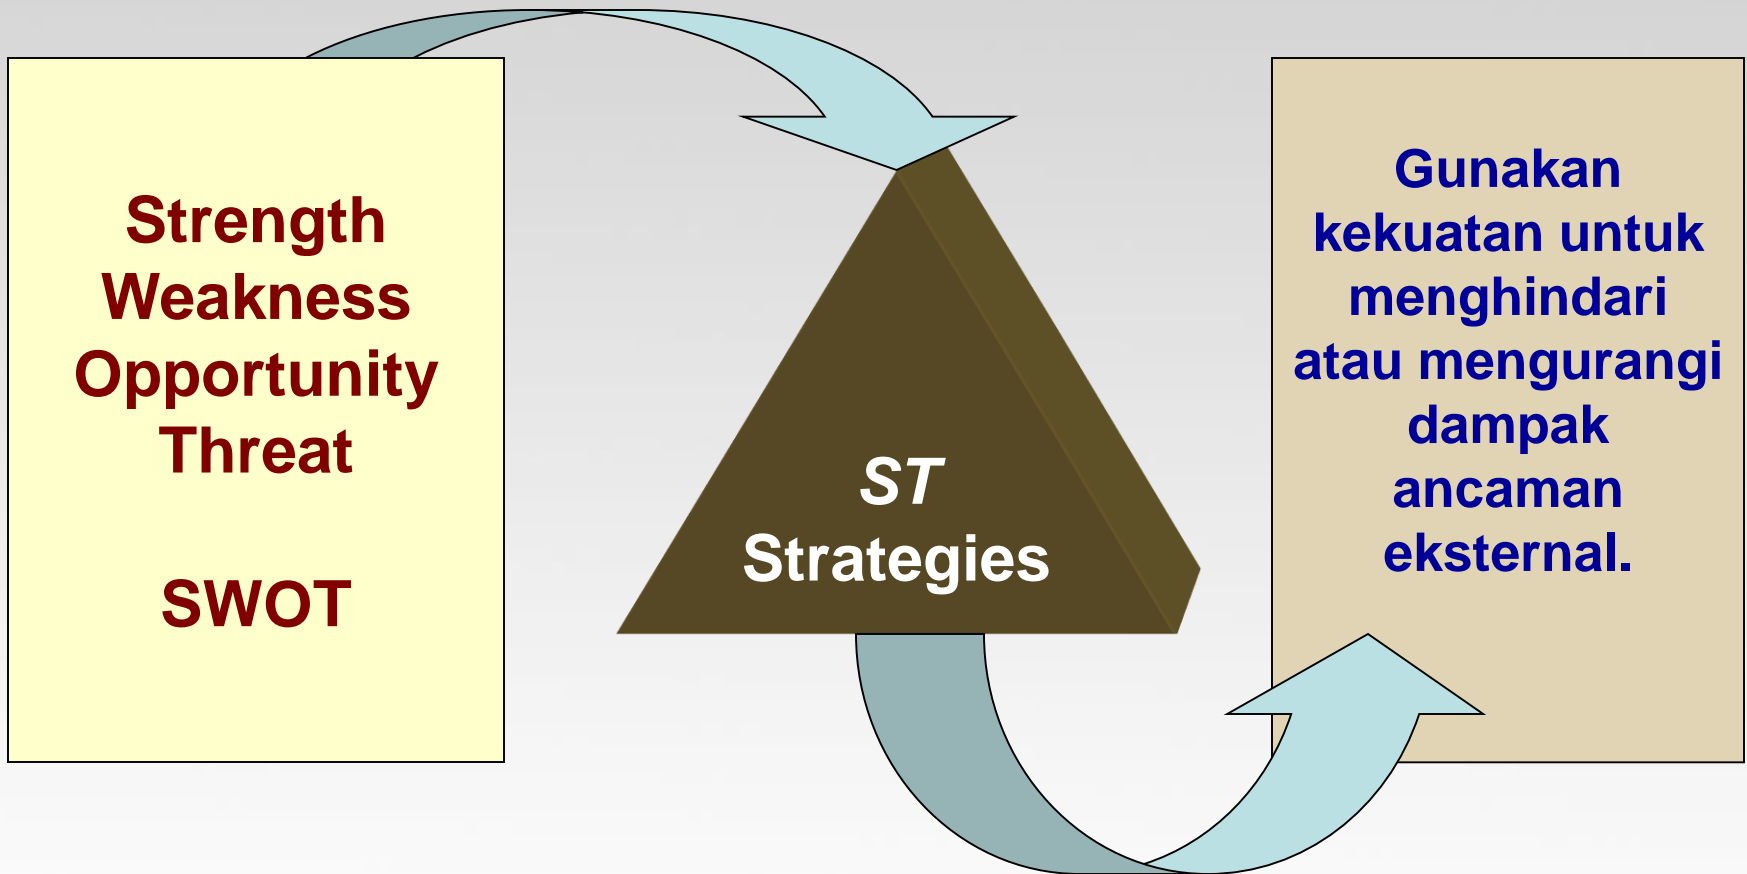 Strength
Weakness
Opportunity
Threat
SWOT
ST
Strategies
Gunakan
kekuatan untuk
menghindari
atau mengurangi
dampak
ancaman
eksternal.